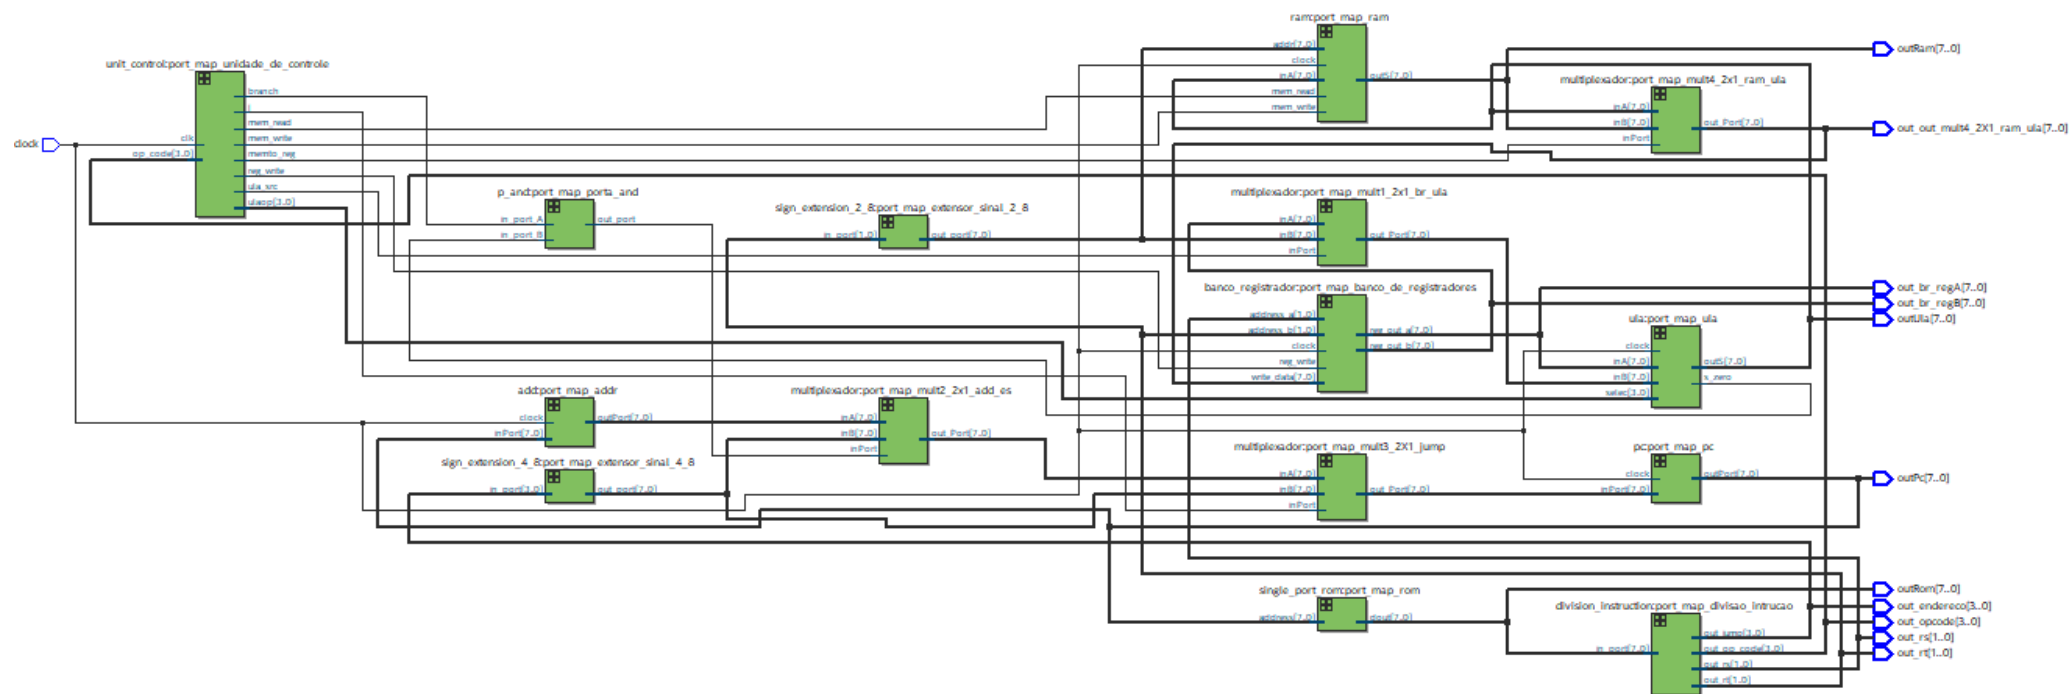 ram:port_map_ram
addr[7..0]
clock
inA[7..0]
mem_read
mem_write
outS[7..0]
outRam[7..0]
unit_control:port_map_unidade_de_controle
clk
op_code[3..0]
branch
j
mem_read
mem_write
memto_reg
reg_write
ula_src
ulaop[3..0]
clock
multiplexador:port_map_mult4_2x1_ram_ula
inA[7..0]
inB[7..0]
inPort
out_Port[7..0]
out_out_mult4_2X1_ram_ula[7..0]
p_and:port_map_porta_and
in_port_A
in_port_B
out_port
sign_extension_2_8:port_map_extensor_sinal_2_8
in_port[1..0]
out_port[7..0]
multiplexador:port_map_mult1_2x1_br_ula
inA[7..0]
inB[7..0]
inPort
out_Port[7..0]
banco_registrador:port_map_banco_de_registradores
address_a[1..0]
address_b[1..0]
clock
reg_write
write_data[7..0]
reg_out_a[7..0]
reg_out_b[7..0]
out_br_regA[7..0]
out_br_regB[7..0]
outUla[7..0]
ula:port_map_ula
clock
inA[7..0]
inB[7..0]
selec[3..0]
outS[7..0]
s_zero
add:port_map_addr
clock
inPort[7..0]
outPort[7..0]
multiplexador:port_map_mult2_2x1_add_es
inA[7..0]
inB[7..0]
inPort
out_Port[7..0]
sign_extension_4_8:port_map_extensor_sinal_4_8
in_port[3..0]
out_port[7..0]
multiplexador:port_map_mult3_2X1_jump
inA[7..0]
inB[7..0]
inPort
out_Port[7..0]
pc:port_map_pc
clock
inPort[7..0]
outPort[7..0]
outPc[7..0]
single_port_rom:port_map_rom
address[7..0]
dout[7..0]
division_instruction:port_map_divisao_intrucao
in_port[7..0]
out_jump[3..0]
out_op_code[3..0]
out_rs[1..0]
out_rt[1..0]
outRom[7..0]
out_endereco[3..0]
out_opcode[3..0]
out_rs[1..0]
out_rt[1..0]